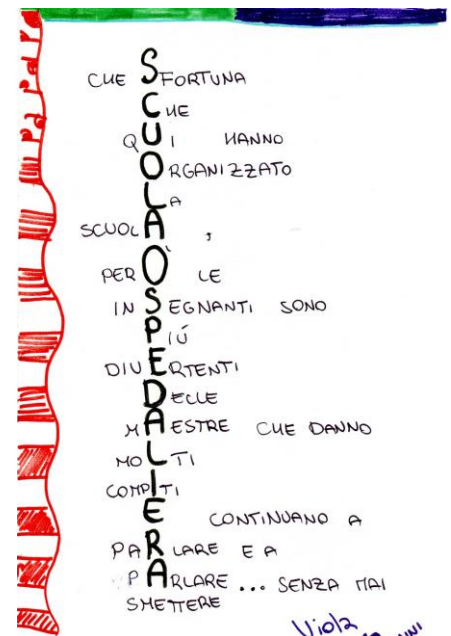 CHE SFORTUNA
CHE
QUI HANNO
ORGANIZZATO
LA
SCUOLA,
PERÒ LE
INSEGNANTI SONO
PIÚ
DIVERTENTI
DELLE
MAESTRE CHE DANNO
MOLTI
COMPITI
E CONTINUANO A
PARLARE E A
PARLARE ... SENZA MAI
SMETTERE
Viola